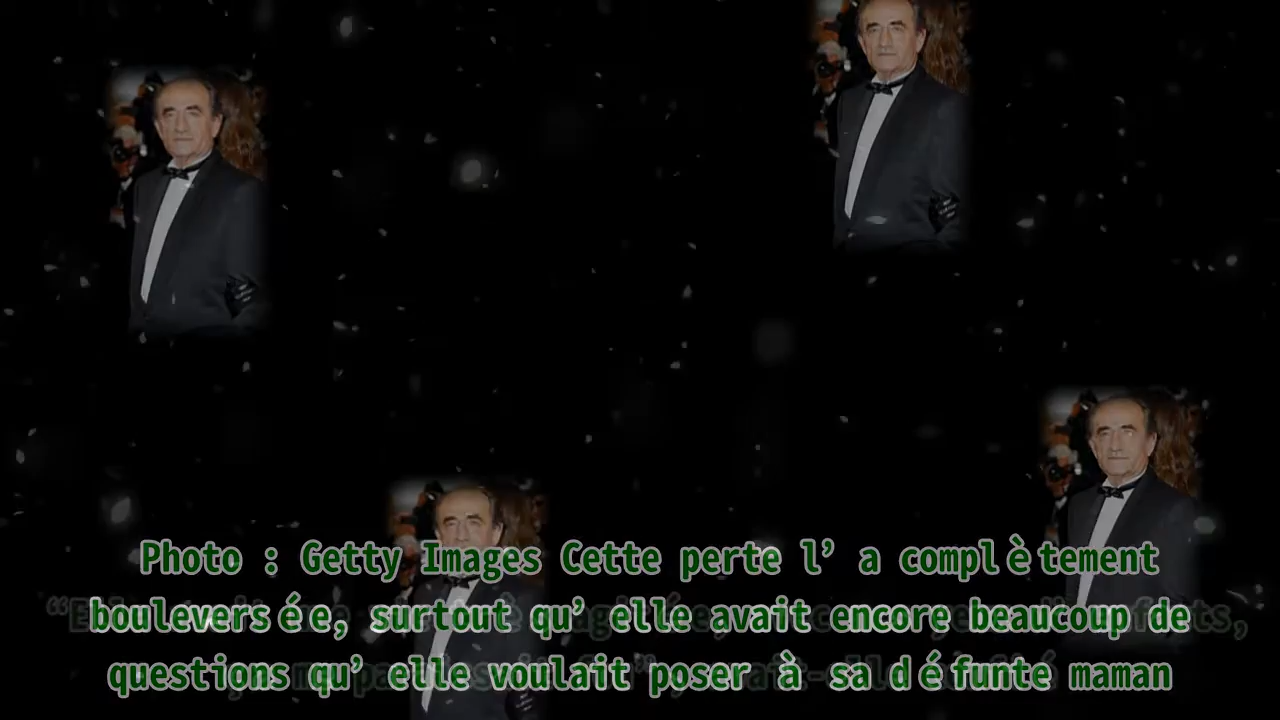 Photo : Getty Images Cette perte l’ a complètement
bouleversée, surtout qu’ elle avait encore beaucoup de
questions qu’ elle voulait poser à sa défunte maman